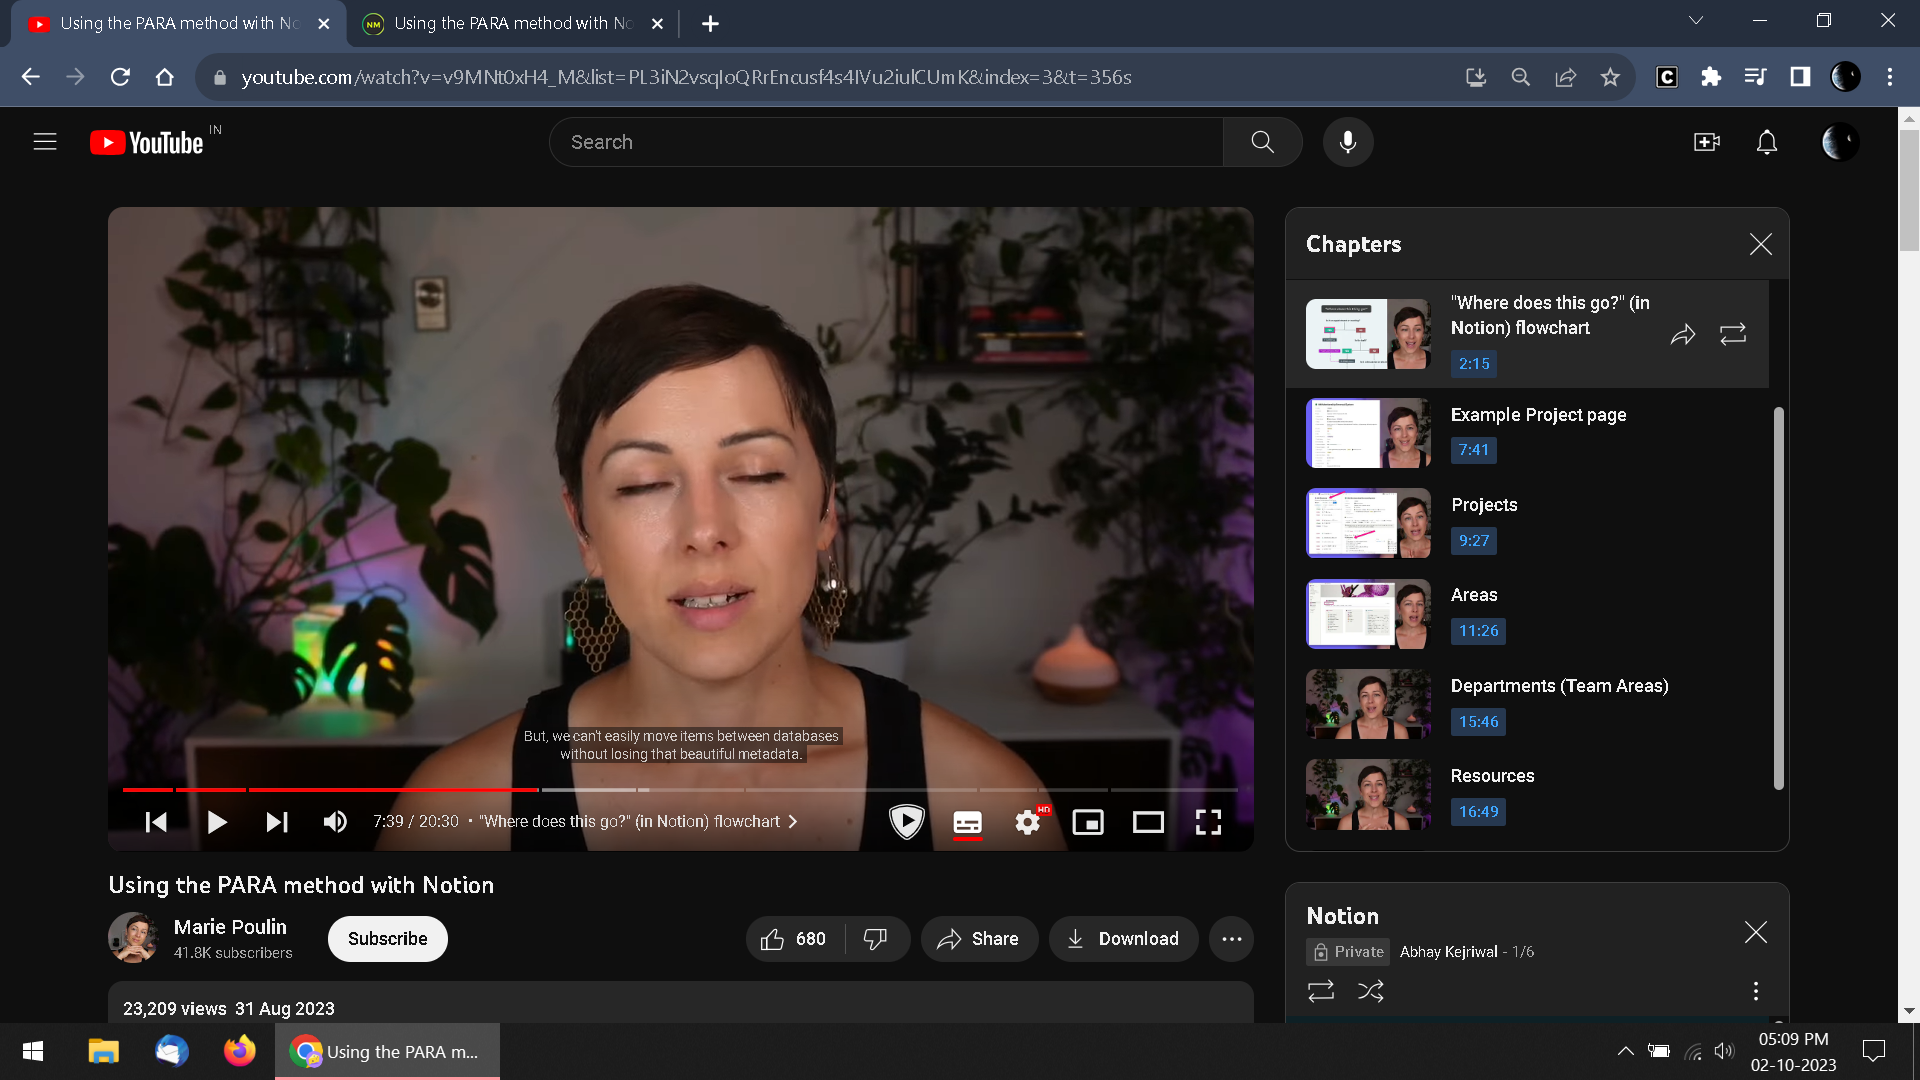 Using the PARA method with No
Using the PARA method with No
youtube.com/watch?v=v9MNt0xH4_M&list=PL3iN2vsqIoQRrEncusf4s4lVu2iulCUmK&index=3&t=356s
YouTube IN
Search
But, we can't easily move items between databases
without losing that beautiful metadata.
7:39 / 20:30 • "Where does this go?" (in Notion) flowchart
HD
Using the PARA method with Notion
Marie Poulin
41.8K subscribers
Subscribe
680
Share
Download
23,209 views 31 Aug 2023
Chapters
"Where does this go?" (in
Notion) flowchart
2:15
Example Project page
7:41
Projects
9:27
Areas
11:26
Departments (Team Areas)
15:46
Resources
16:49
Notion
Private Abhay Kejriwal - 1/6
Using the PARA m...
05:09 PM
02-10-2023